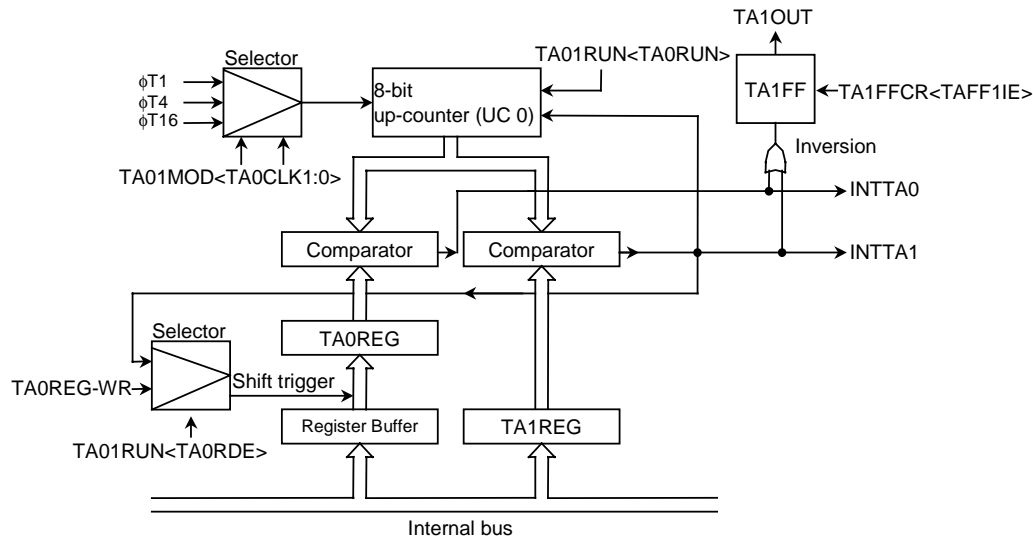 TA1OUT
Selector
TA01RUN<TA0RUN>
ϕT1
ϕT4
ϕT16
8-bit
up-counter (UC 0)
TA1FF
TA1FFCR<TAFF1IE>
Inversion
TA01MOD<TA0CLK1:0>
INTTA0
Comparator
Comparator
INTTA1
Selector
TA0REG
TA0REG-WR
Shift trigger
Register Buffer
TA1REG
TA01RUN<TA0RDE>
Internal bus